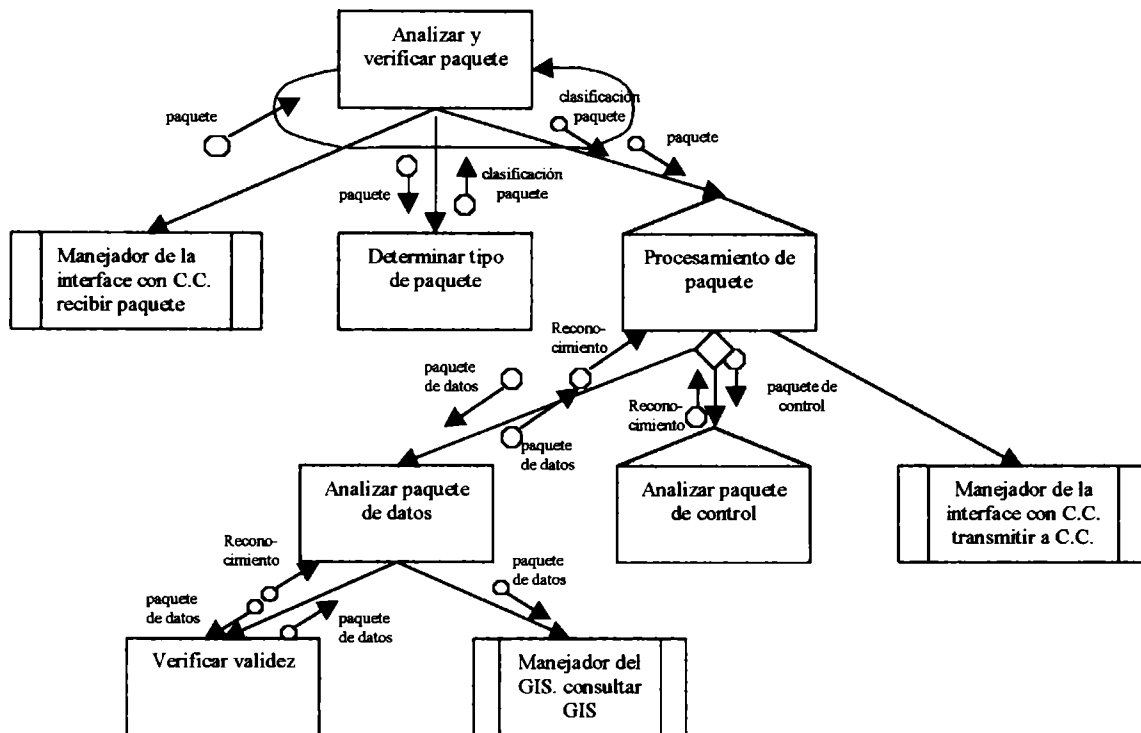 Analizar y
verificar paquete
paquete
clasificación
paquete
paquete
paquete
clasificación
paquete
Manejador de la
interface con C.C.
recibir paquete
Determinar tipo
de paquete
Procesamiento de
paquete
Recono-
cimiento
paquete
de datos
paquete
de datos
Recono-
cimiento
paquete de
control
Analizar paquete
de datos
Analizar paquete
de control
Manejador de la
interface con C.C.
transmitir a C.C.
Recono-
cimiento
paquete
de datos
paquete
de datos
paquete
de datos
Verificar validez
Manejador del
GIS. consultar
GIS